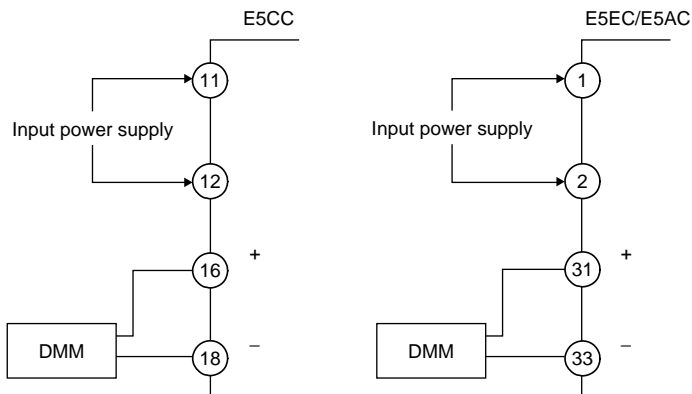 E5CC
11
Input power supply
12
16
+
DMM
18
−
E5EC/E5AC
1
Input power supply
2
31
+
DMM
33
−